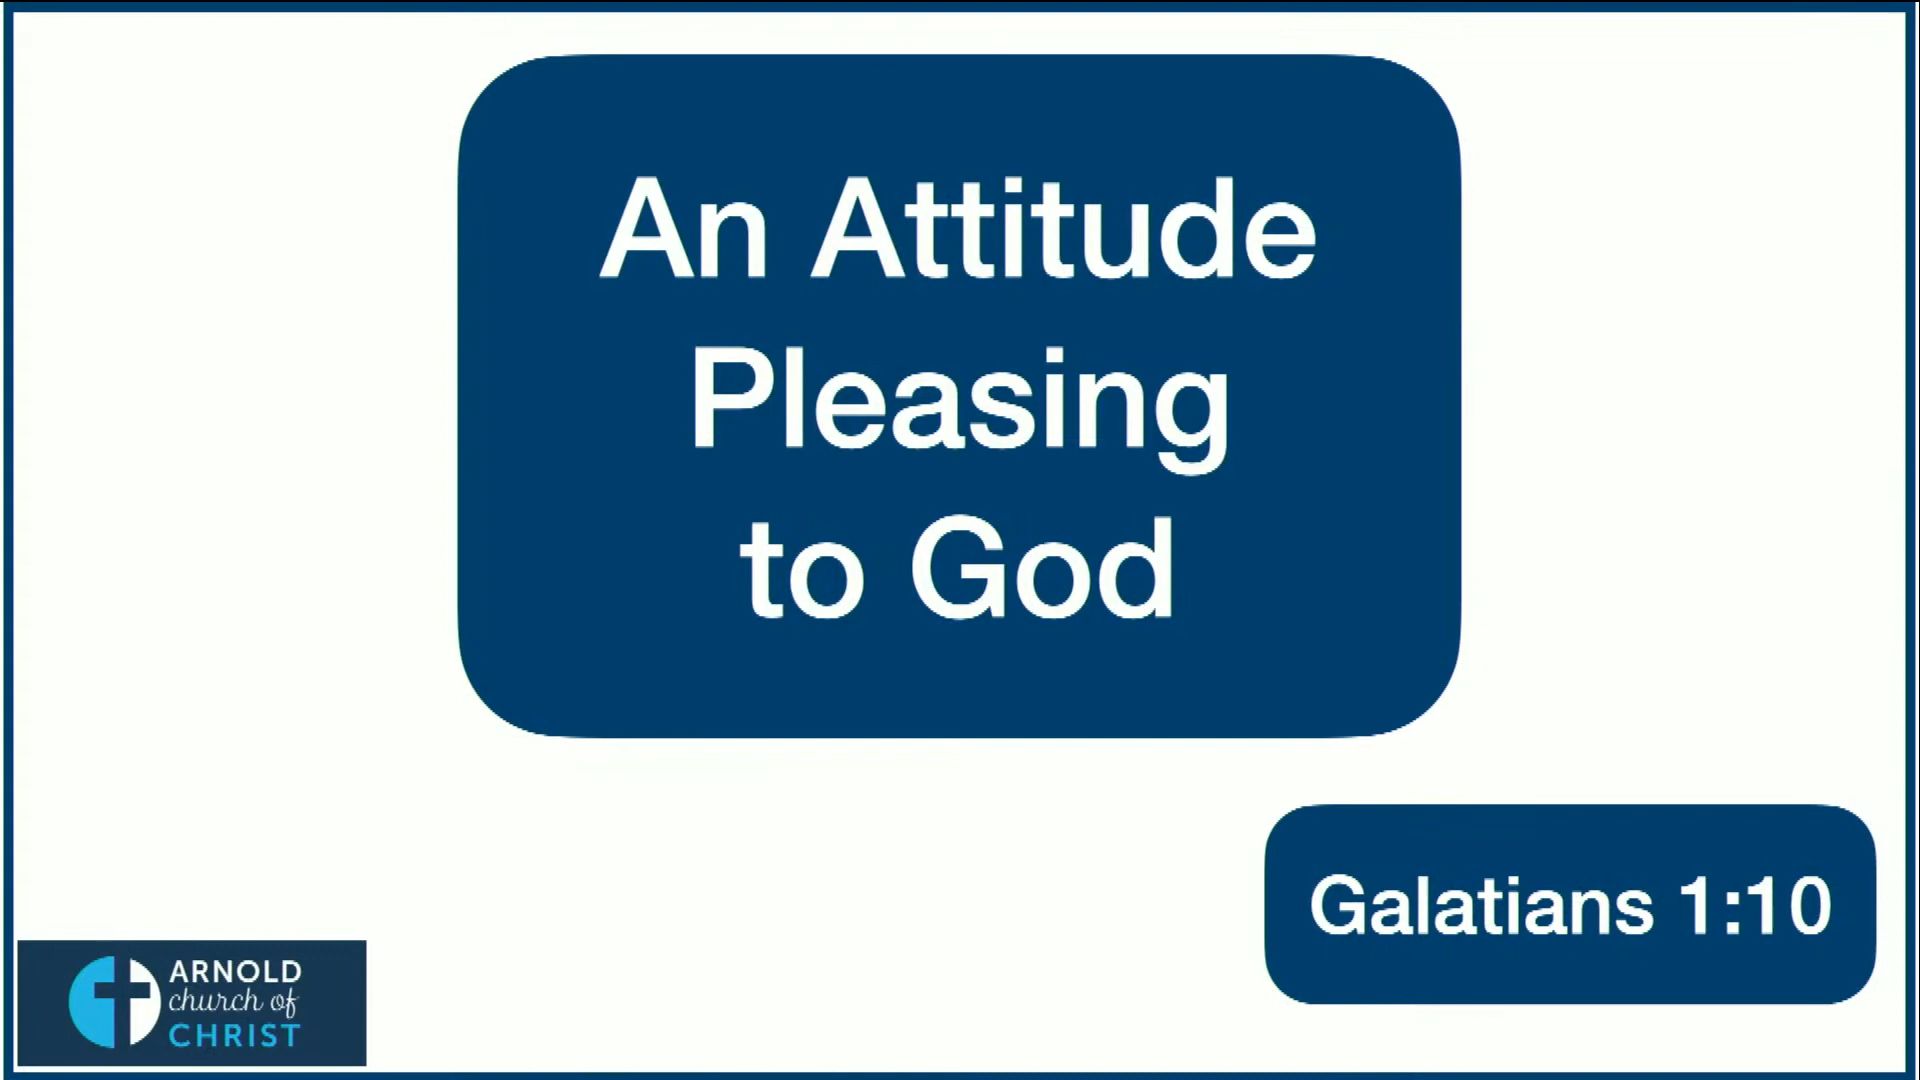 An Attitude
Pleasing
to God
Galatians 1:10
ARNOLD
church of
CHRIST